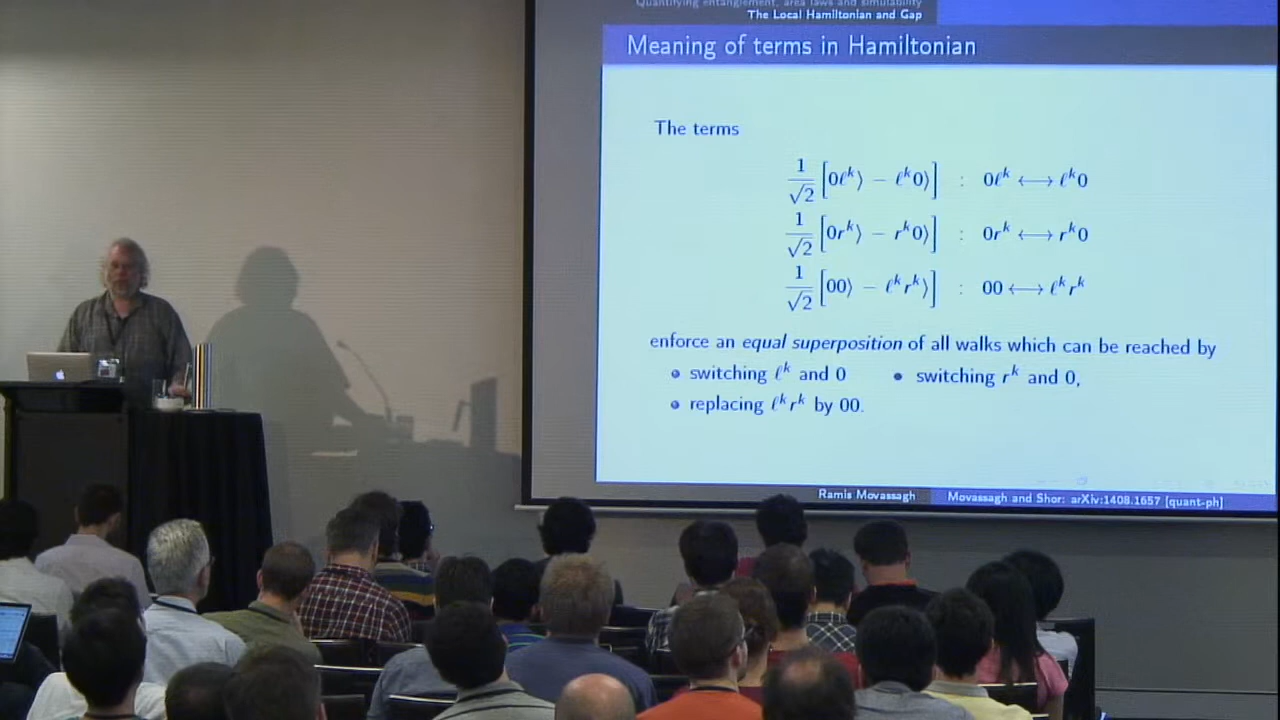 Quantifying entanglement, area laws and simulatability
The Local Hamiltonian and Gap
Meaning of terms in Hamiltonian
The terms
1/√2 [0ℓ^k⟩ − ℓ^k0⟩] : 0ℓ^k ⟷ ℓ^k0
1/√2 [0r^k⟩ − r^k0⟩] : 0r^k ⟷ r^k0
1/√2 [00⟩ − ℓ^kr^k⟩] : 00 ⟷ ℓ^kr^k
enforce an equal superposition of all walks which can be reached by
• switching ℓ^k and 0 • switching r^k and 0,
• replacing ℓ^kr^k by 00.
Ramis Movassagh Movassagh and Shor: arXiv:1408.1657 [quant-ph]